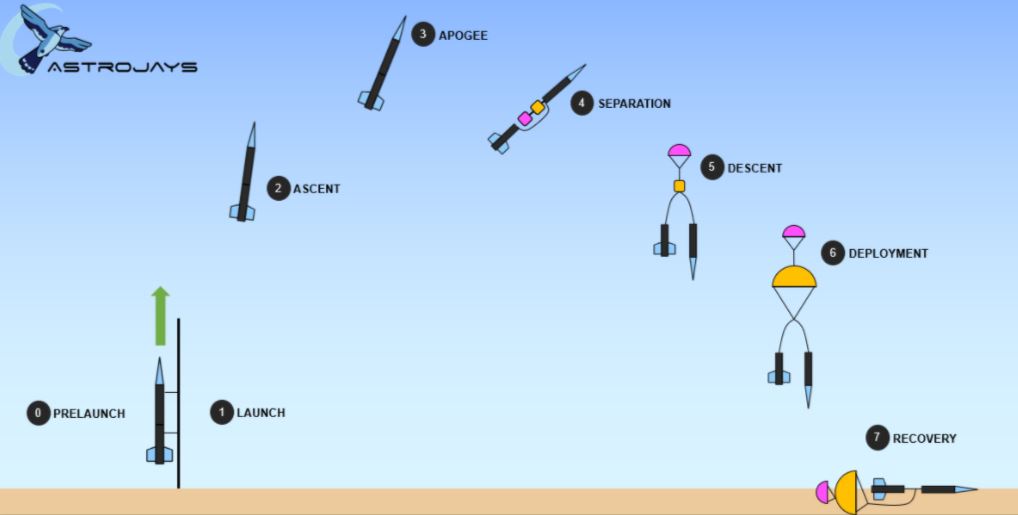 ASTROJAYS
3 APOGEE
4 SEPARATION
5 DESCENT
2 ASCENT
6 DEPLOYMENT
0 PRELAUNCH
1 LAUNCH
7 RECOVERY